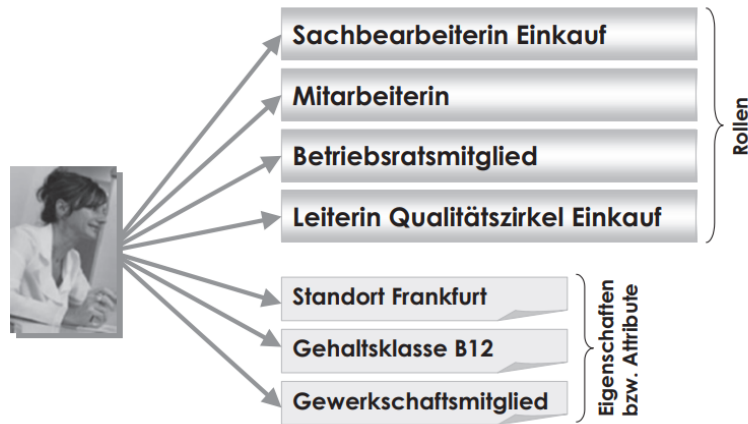 Sachbearbeiterin Einkauf
Mitarbeiterin
Betriebsratsmitglied
Leiterin Qualitätszirkel Einkauf
Rollen
Standort Frankfurt
Gehaltsklasse B12
Gewerkschaftsmitglied
Eigenschaften
bzw. Attribute